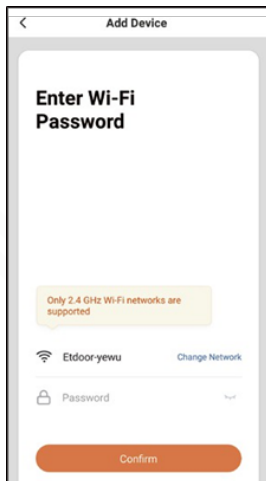 Add Device
Enter Wi-Fi
Password
Only 2.4 GHz Wi-Fi networks are
supported
Etdoor-yewu Change Network
Password
Confirm